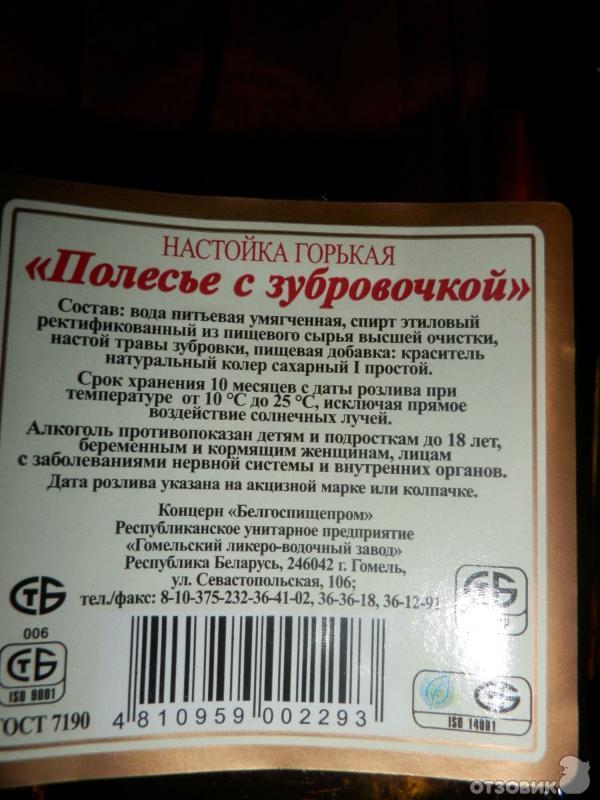 НАСТОЙКА ГОРЬКАЯ
«Полесье с зубровочкой»
Состав: вода питьевая умягченная, спирт этиловый
ректификованный из пищевого сырья высшей очистки,
настой травы зубровки, пищевая добавка: краситель
натуральный колер сахарный I простой.
Срок хранения 10 месяцев с даты розлива при
температуре от 10 °С до 25 °С, исключая прямое
воздействие солнечных лучей.
Алкоголь противопоказан детям и подросткам до 18 лет,
беременным и кормящим женщинам, лицам
с заболеваниями нервной системы и внутренних органов.
Дата розлива указана на акцизной марке или колпачке.
Концерн «Белгоспищепром»
Республиканское унитарное предприятие
«Гомельский ликеро-водочный завод»
Республика Беларусь, 246042 г. Гомель,
ул. Севастопольская, 106;
тел./факс: 8-10-375-232-36-41-02, 36-36-18, 36-12-91
СТБ
006
СТБ
ISO 9001
ГОСТ 7190
4 810959 002293
СТБ
Р
ISO 14001
ОТЗОВИК